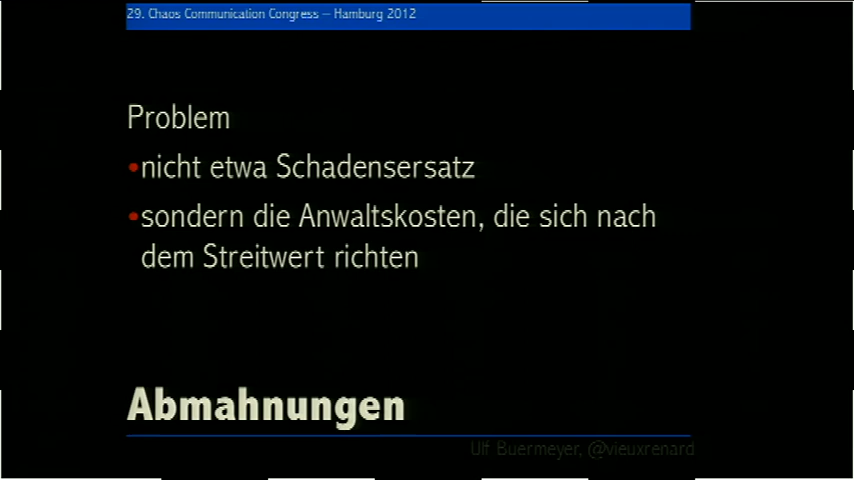 29. Chaos Communication Congress – Hamburg 2012
Problem
•nicht etwa Schadensersatz
•sondern die Anwaltskosten, die sich nach
dem Streitwert richten
Abmahnungen
Ulf Buermeyer, @vieuxrenard